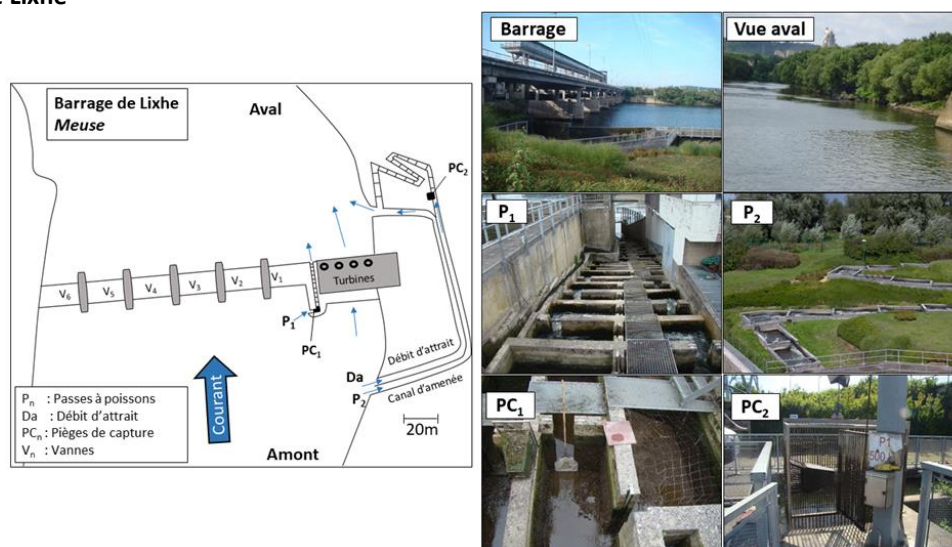 Barrage de Lixhe
Meuse
Aval
PC2
V6
V5
V4
V3
V2
V1
Turbines
P1
PC1
Débit d'attrait
Da
P2
Canal d'amenée
Courant
20m
Amont
Pn : Passes à poissons
Da : Débit d'attrait
PCn : Pièges de capture
Vn : Vannes
Barrage
Vue aval
P1
P2
PC1
PC2
P1
500